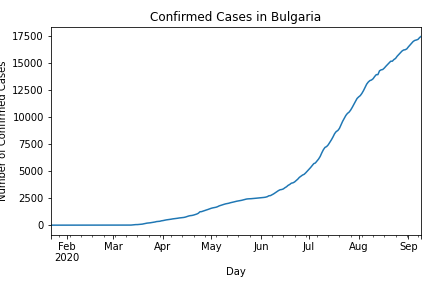 Confirmed Cases in Bulgaria
Number of Confirmed Cases
17500
15000
12500
10000
7500
5000
2500
0
Feb Mar Apr May Jun Jul Aug Sep
2020
Day